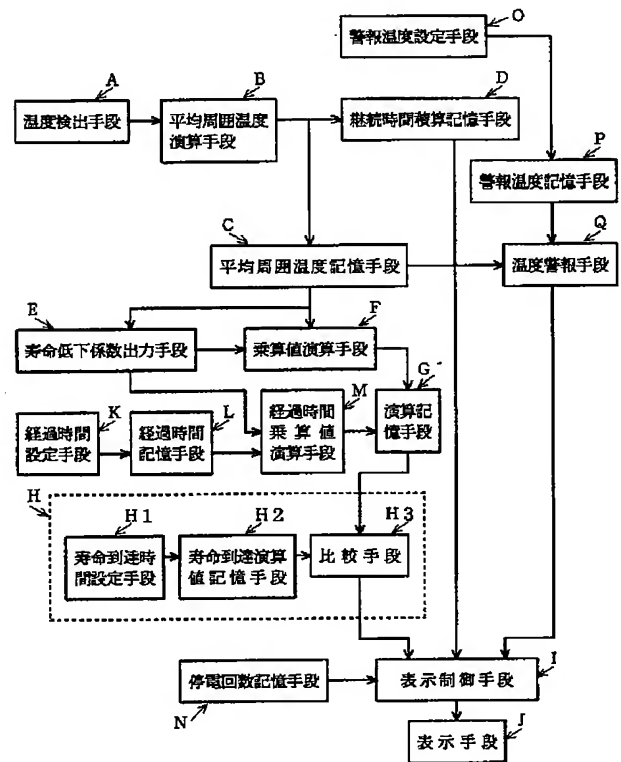 O
警報温度設定手段
A
B
D
温度検出手段
平均周囲温度
演算手段
継続時間積算記憶手段
P
警報温度記憶手段
C
Q
平均周囲温度記憶手段
温度警報手段
E
F
寿命低下係数出力手段
乗算値演算手段
G
K
L
M
経過時間
設定手段
経過時間
記憶手段
経過時間
乗算値
演算手段
演算記
憶手段
H
H1
H2
H3
寿命到達時
間設定手段
寿命到達演算
値記憶手段
比較手段
停電回数記憶手段
N
表示制御手段
I
表示手段
J